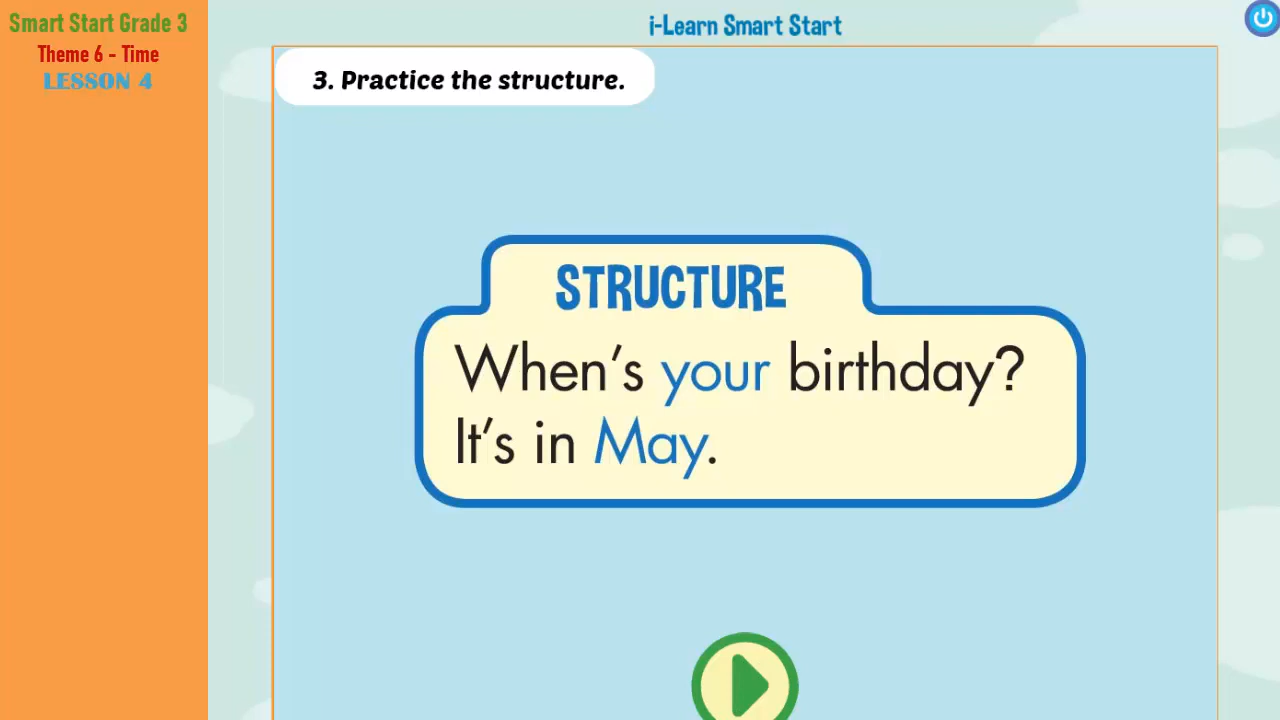 Smart Start Grade 3
Theme 6 - Time
LESSON 4
i-Learn Smart Start
3. Practice the structure.
STRUCTURE
When's your birthday?
It's in May.